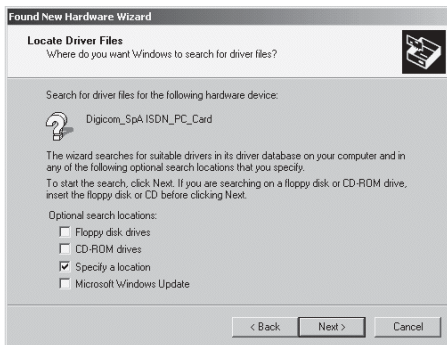 Found New Hardware Wizard
Locate Driver Files
Where do you want Windows to search for driver files?
Search for driver files for the following hardware device:
Digicom_SpA ISDN_PC_Card
The wizard searches for suitable drivers in its driver database on your computer and in
any of the following optional search locations that you specify.
To start the search, click Next. If you are searching on a floppy disk or CD-ROM drive,
insert the floppy disk or CD before clicking Next.
Optional search locations:
Floppy disk drives
CD-ROM drives
Specify a location
Microsoft Windows Update
< Back
Next >
Cancel